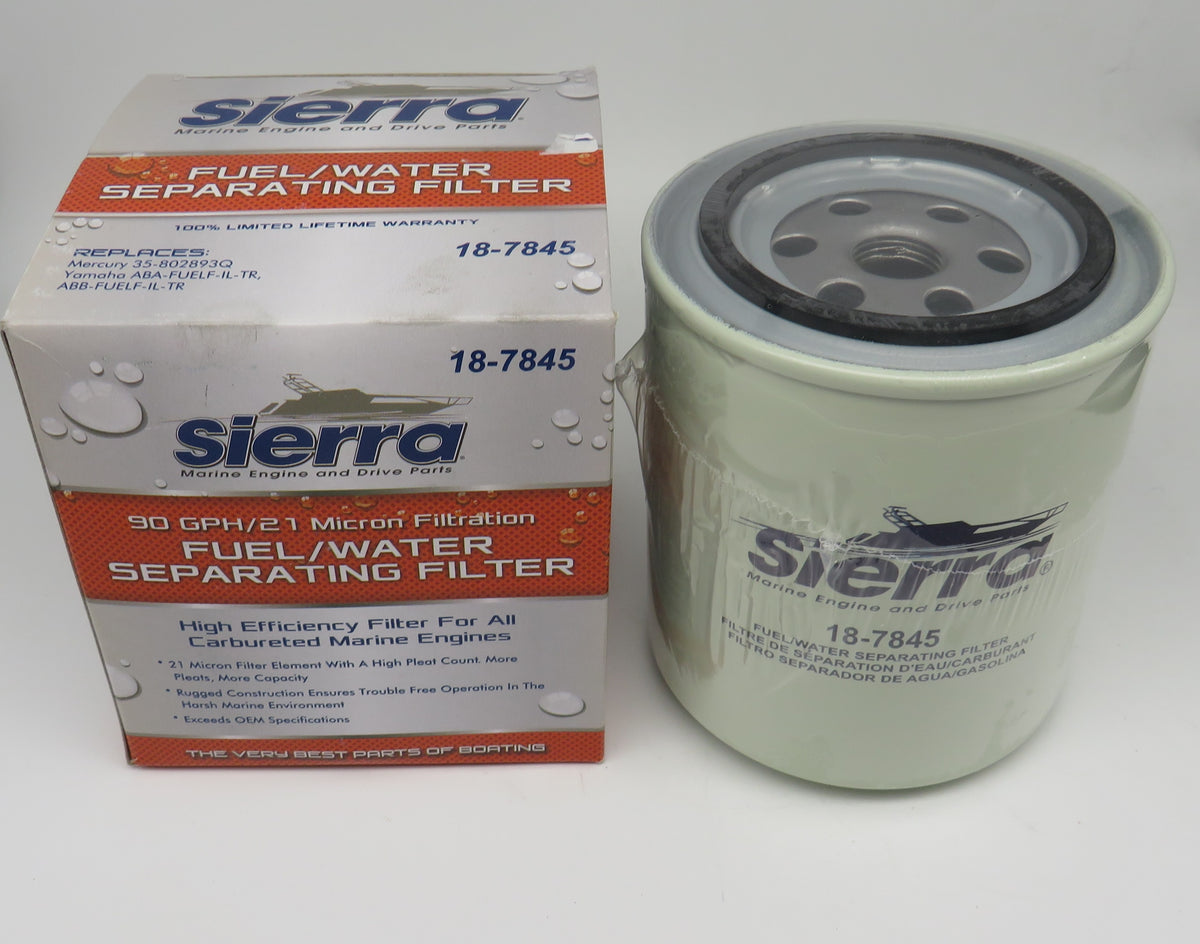 sierra
Marine Engine and Drive Parts
FUEL/WATER
SEPARATING FILTER
100% LIMITED LIFETIME WARRANTY
REPLACES:
Mercury 35-802893Q
Yamaha ABA-FUELF-IL-TR,
ABB-FUELF-IL-TR
18-7845
18-7845
sierra
Marine Engine and Drive Parts
90 GPH/21 Micron Filtration
FUEL/WATER
SEPARATING FILTER
High Efficiency Filter For All
Carbureted Marine Engines
* 21 Micron Filter Element With A High Pleat Count. More
Pleats, More Capacity
* Rugged Construction Ensures Trouble Free Operation In The
Harsh Marine Environment
* Exceeds OEM Specifications
THE VERY BEST PARTS OF BOATING
sierra®
Marine Engine and Drive Parts
18-7845
FUEL/WATER SEPARATING FILTER
FILTRE DE SÉPARATION D'EAU/CARBURANT
FILTRO SEPARADOR DE AGUA/GASOLINA